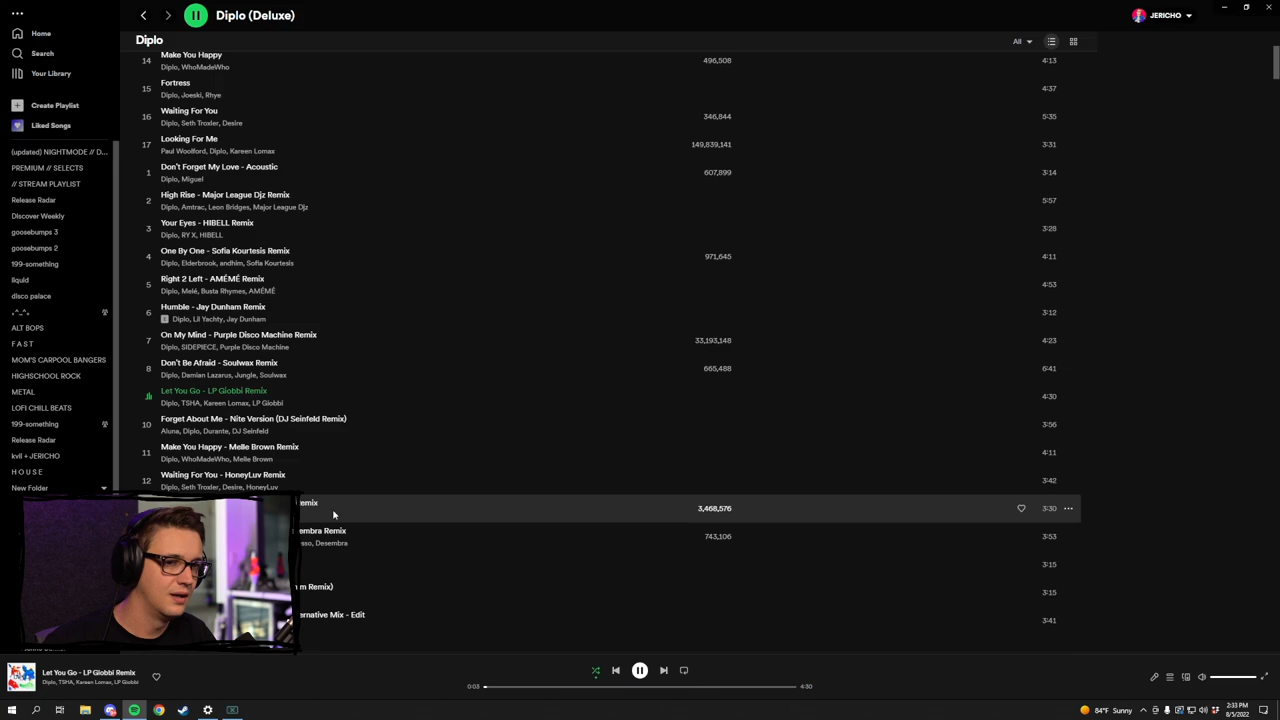 Diplo (Deluxe)
JERICHO
Home
Search
Your Library
Create Playlist
Liked Songs
(updated) NIGHTMODE // D...
PREMIUM // SELECTS
// STREAM PLAYLIST
Release Radar
Discover Weekly
goosebumps 3
goosebumps 2
199-something
liquid
disco palace
ALT BOPS
F A S T
MOM'S CARPOOL BANGERS
HIGHSCHOOL ROCK
METAL
LOFI CHILL BEATS
199-something
Release Radar
kvll + JERICHO
H O U S E
New Folder
Diplo
All
14 Make You Happy 496,508 4:13
Diplo, WhoMadeWho
15 Fortress 4:37
Diplo, Joeski, Rhye
16 Waiting For You 346,844 5:35
Diplo, Seth Troxler, Desire
17 Looking For Me 149,839,141 3:31
Paul Woolford, Diplo, Kareen Lomax
1 Don't Forget My Love - Acoustic 607,899 3:14
Diplo, Miguel
2 High Rise - Major League Djz Remix 5:57
Diplo, Amtrac, Leon Bridges, Major League Djz
3 Your Eyes - HIBELL Remix 3:28
Diplo, RY X, HIBELL
4 One By One - Sofia Kourtesis Remix 971,645 4:11
Diplo, Elderbrook, andhim, Sofia Kourtesis
5 Right 2 Left - AMÉMÉ Remix 4:53
Diplo, Melé, Busta Rhymes, AMÉMÉ
6 Humble - Jay Dunham Remix 3:12
E Diplo, Lil Yachty, Jay Dunham
7 On My Mind - Purple Disco Machine Remix 33,193,148 4:23
Diplo, SIDEPIECE, Purple Disco Machine
8 Don't Be Afraid - Soulwax Remix 665,488 6:41
Diplo, Damian Lazarus, Jungle, Soulwax
Let You Go - LP Giobbi Remix 4:30
Diplo, TSHA, Kareen Lomax, LP Giobbi
10 Forget About Me - Nite Version (DJ Seinfeld Remix) 3:56
Aluna, Diplo, Durante, DJ Seinfeld
11 Make You Happy - Melle Brown Remix 4:11
Diplo, WhoMadeWho, Melle Brown
12 Waiting For You - HoneyLuv Remix 3:42
Diplo, Seth Troxler, Desire, HoneyLuv
emix 3,468,576 3:30
embra Remix 743,106 3:53
sso, Desembra
3:15
m Remix) 3:15
ernative Mix - Edit 3:41
Let You Go - LP Giobbi Remix
Diplo, TSHA, Kareen Lomax, LP Giobbi
0:03 4:30
84°F Sunny
2:33 PM
8/5/2022